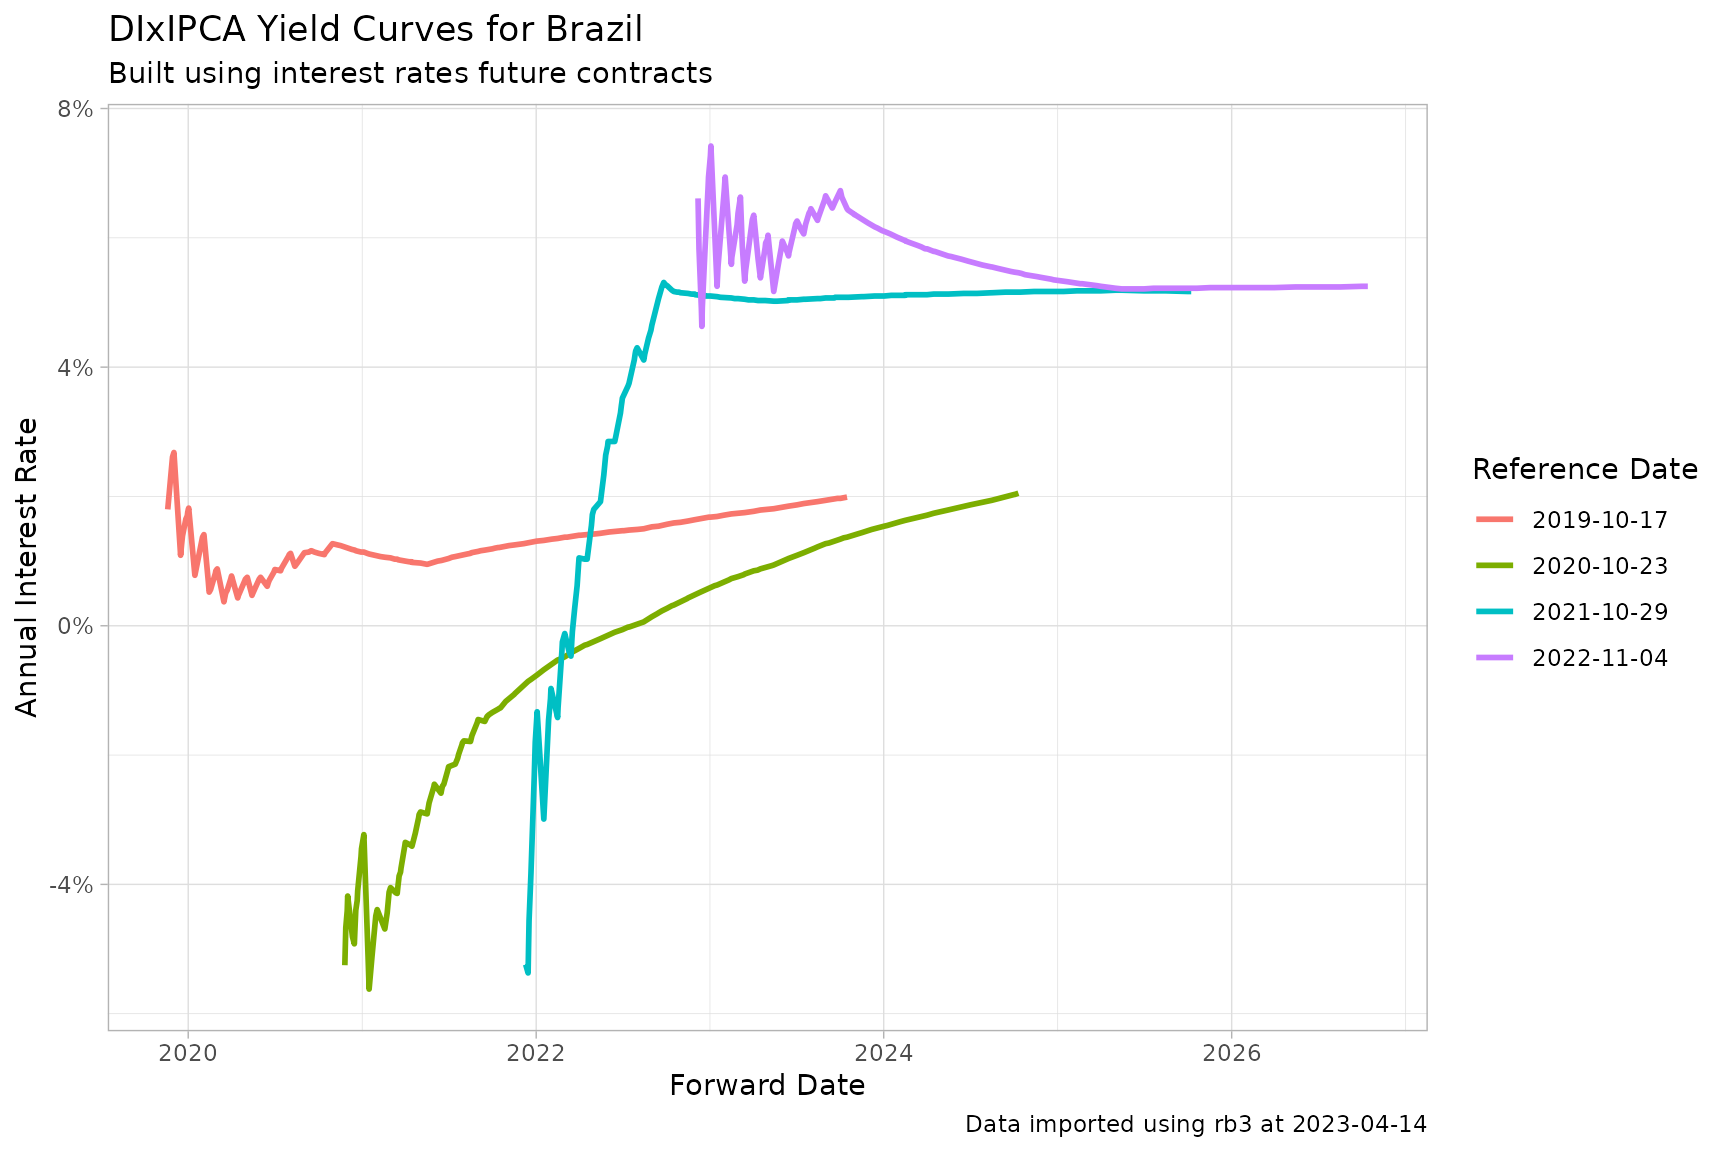 DIxIPCA Yield Curves for Brazil
Built using interest rates future contracts
8%
4%
0%
-4%
Annual Interest Rate
2020
2022
2024
2026
Forward Date
Reference Date
2019-10-17
2020-10-23
2021-10-29
2022-11-04
Data imported using rb3 at 2023-04-14